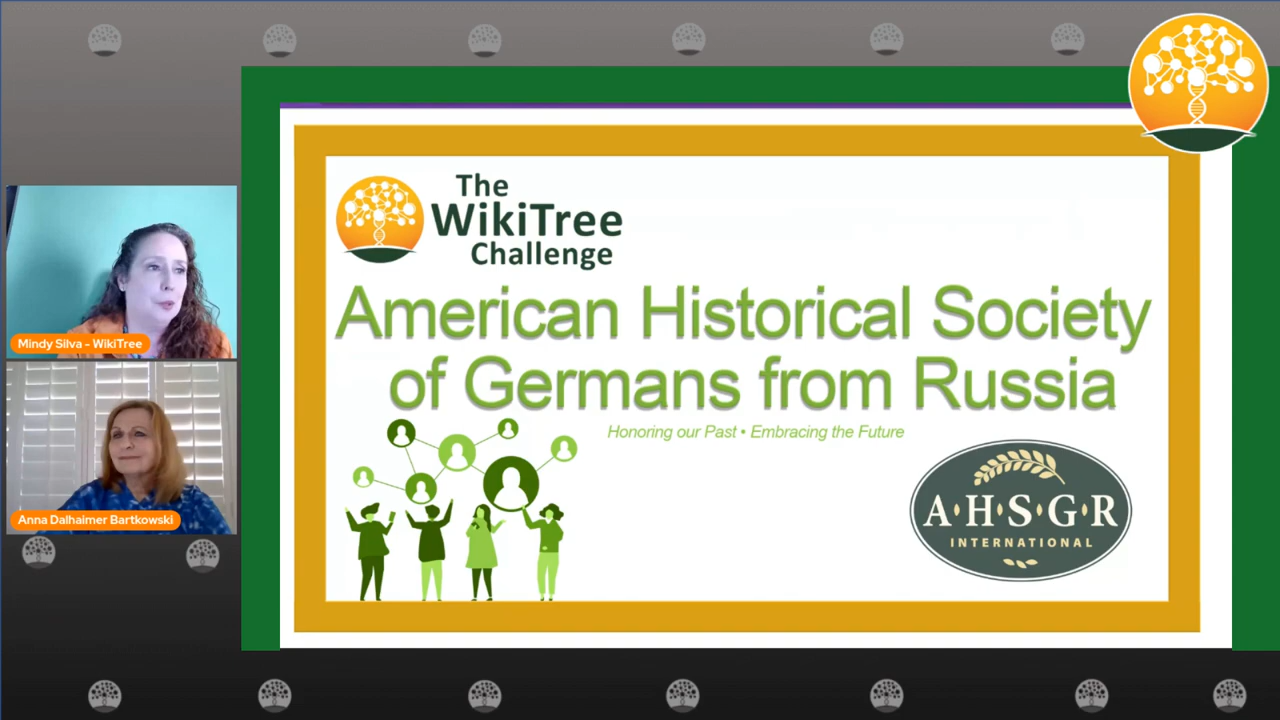 The
WikiTree
Challenge
American Historical Society
of Germans from Russia
Honoring our Past • Embracing the Future
A·H·S·G·R
INTERNATIONAL
Mindy Silva - WikiTree
Anna Dalhaimer Bartkowski